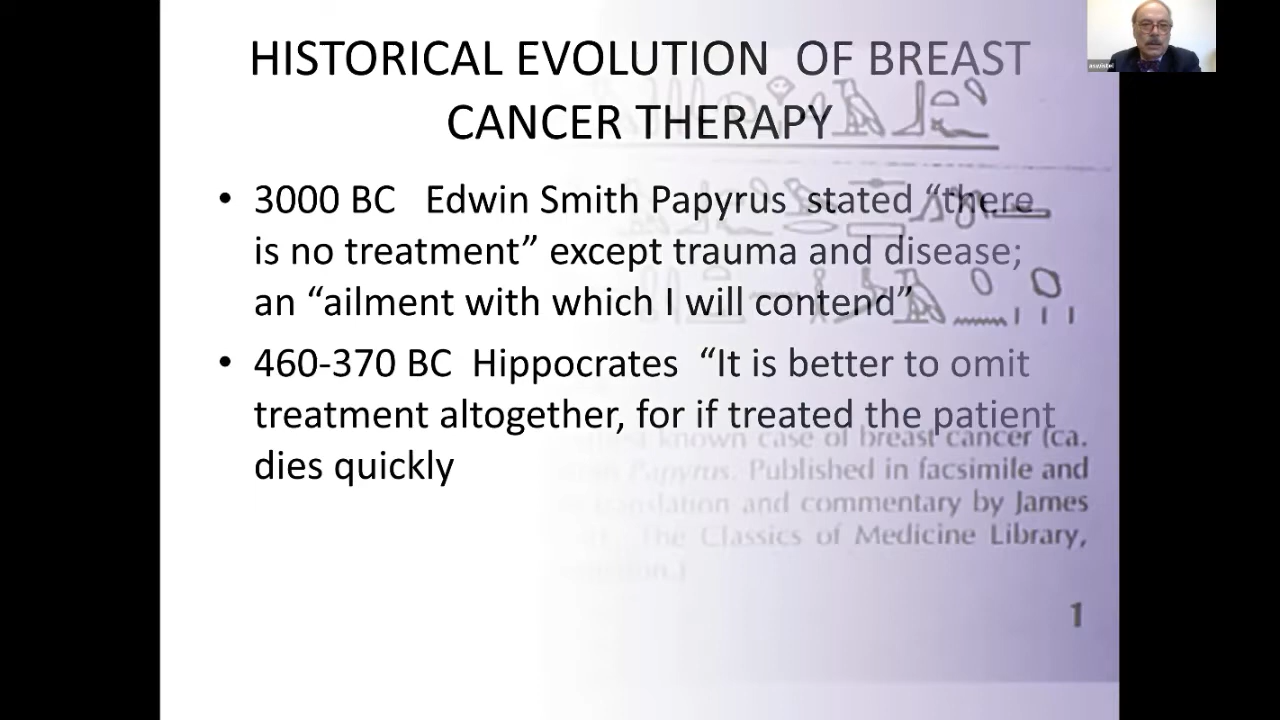 HISTORICAL EVOLUTION OF BREAST
CANCER THERAPY
• 3000 BC Edwin Smith Papyrus stated “there
is no treatment” except trauma and disease;
an “ailment with which I will contend”
• 460-370 BC Hippocrates “It is better to omit
treatment altogether, for if treated the patient
dies quickly
known case of breast cancer (ca.
Papyrus. Published in facsimile and
translation and commentary by James
The Classics of Medicine Library,
1